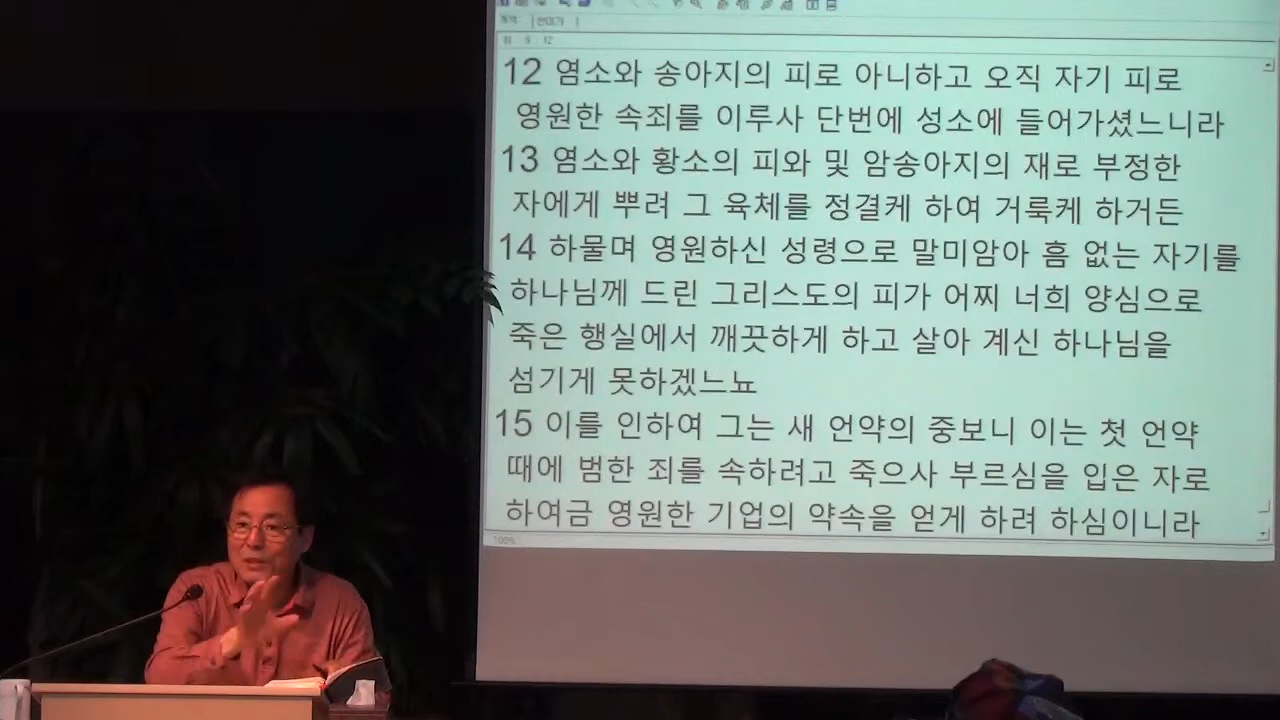 12 염소와 송아지의 피로 아니하고 오직 자기 피로
영원한 속죄를 이루사 단번에 성소에 들어가셨느니라
13 염소와 황소의 피와 및 암송아지의 재로 부정한
자에게 뿌려 그 육체를 정결케 하여 거룩케 하거든
14 하물며 영원하신 성령으로 말미암아 흠 없는 자기를
하나님께 드린 그리스도의 피가 어찌 너희 양심으로
죽은 행실에서 깨끗하게 하고 살아 계신 하나님을
섬기게 못하겠느뇨
15 이를 인하여 그는 새 언약의 중보니 이는 첫 언약
때에 범한 죄를 속하려고 죽으사 부르심을 입은 자로
하여금 영원한 기업의 약속을 얻게 하려 하심이니라
100%